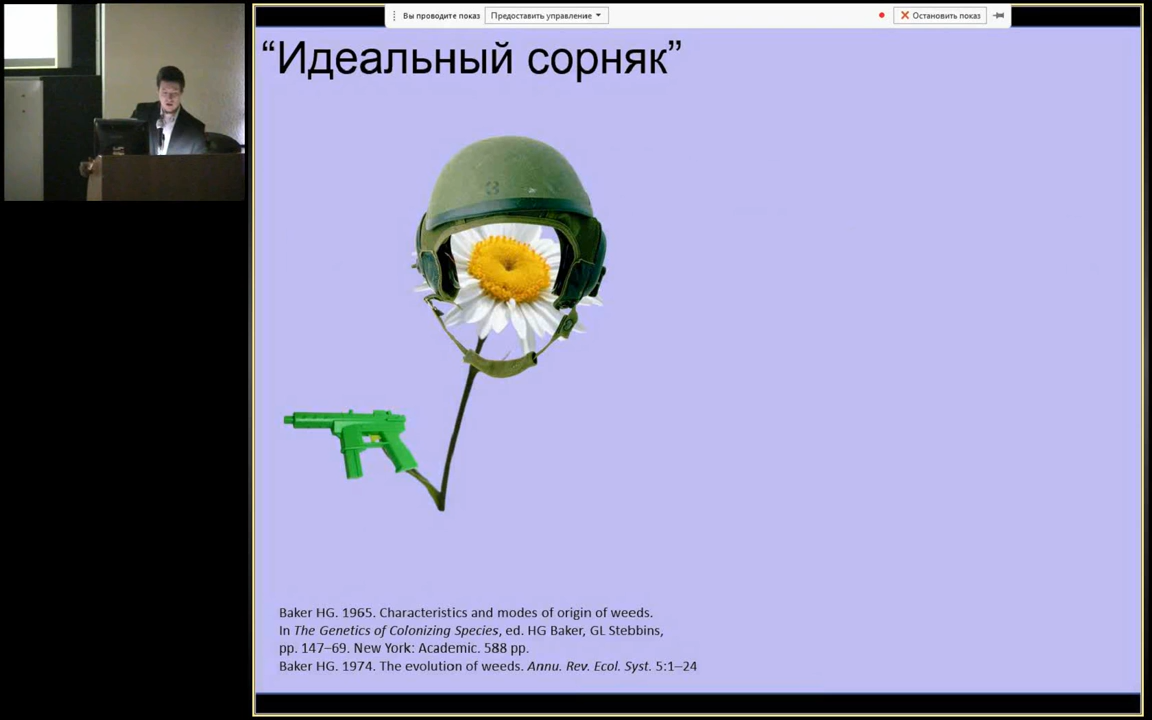 Вы проводите показ
Предоставить управление
Остановить показ
“Идеальный сорняк”
3
Baker HG. 1965. Characteristics and modes of origin of weeds.
In The Genetics of Colonizing Species, ed. HG Baker, GL Stebbins,
pp. 147–69. New York: Academic. 588 pp.
Baker HG. 1974. The evolution of weeds. Annu. Rev. Ecol. Syst. 5:1–24